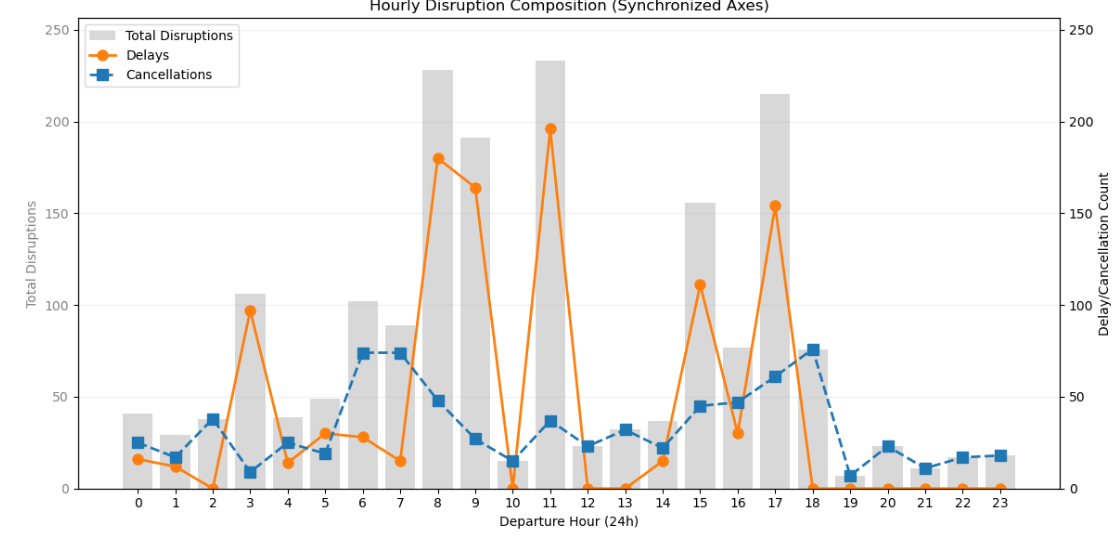 Hourly Disruption Composition (Synchronized Axes)
Total Disruptions
Delays
Cancellations
250
200
150
100
50
0
Total Disruptions
250
200
150
100
50
0
Delay/Cancellation Count
0 1 2 3 4 5 6 7 8 9 10 11 12 13 14 15 16 17 18 19 20 21 22 23
Departure Hour (24h)